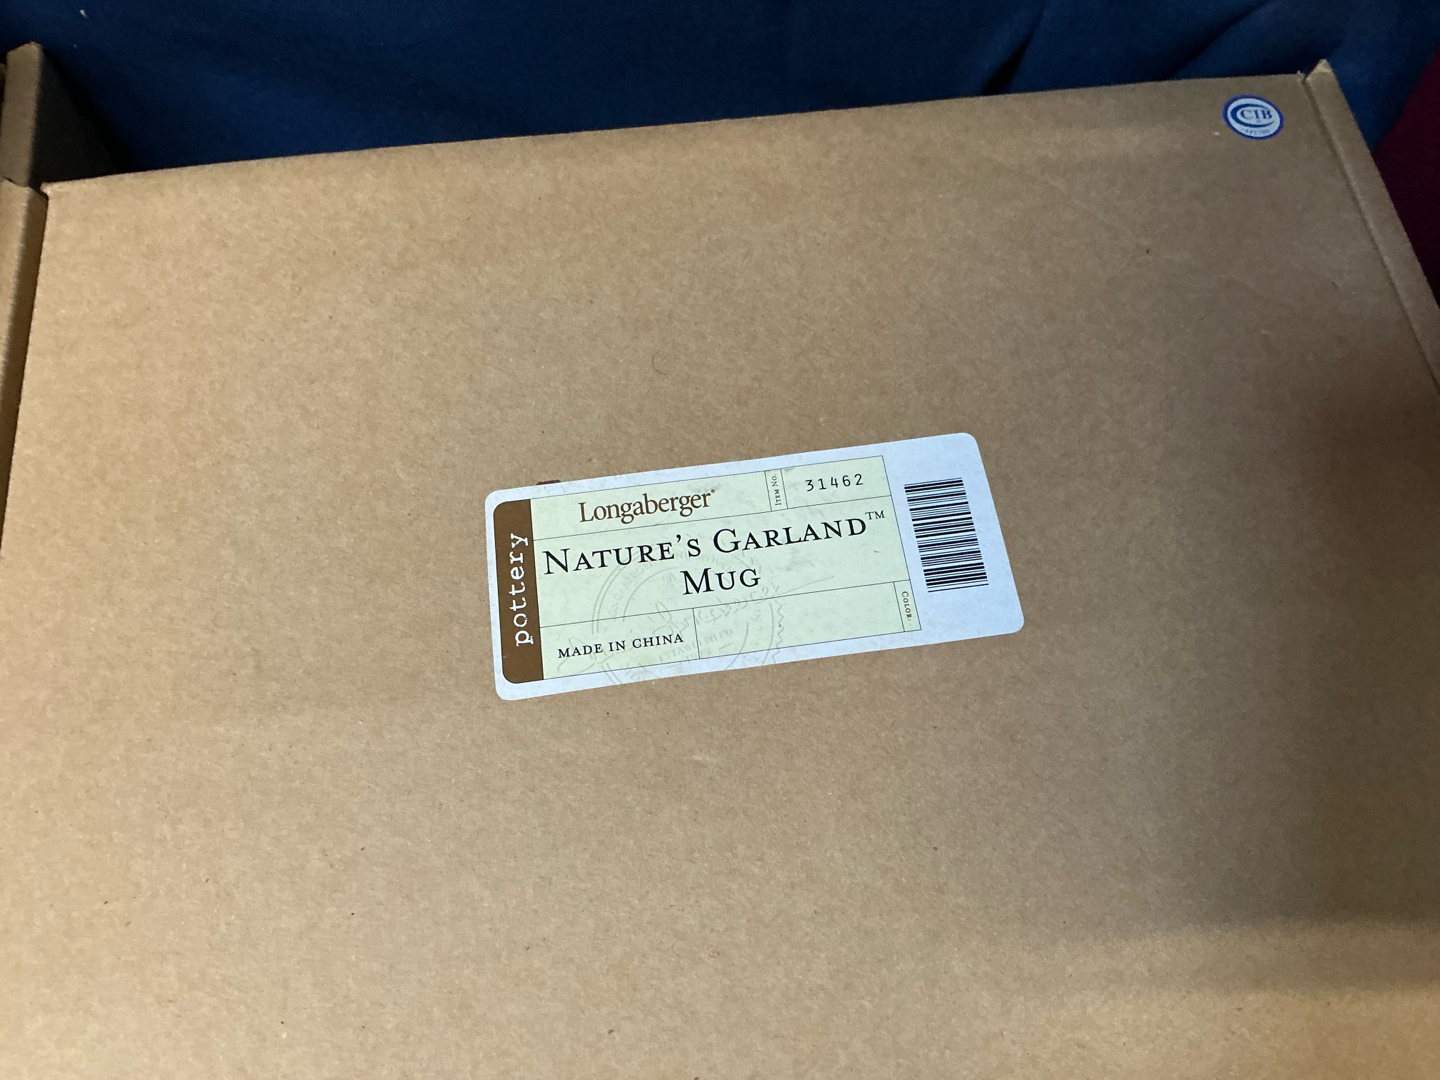 CIB
pottery
Longaberger®
ITEM NO.
31462
NATURE'S GARLAND™
MUG
MADE IN CHINA
COLOR: